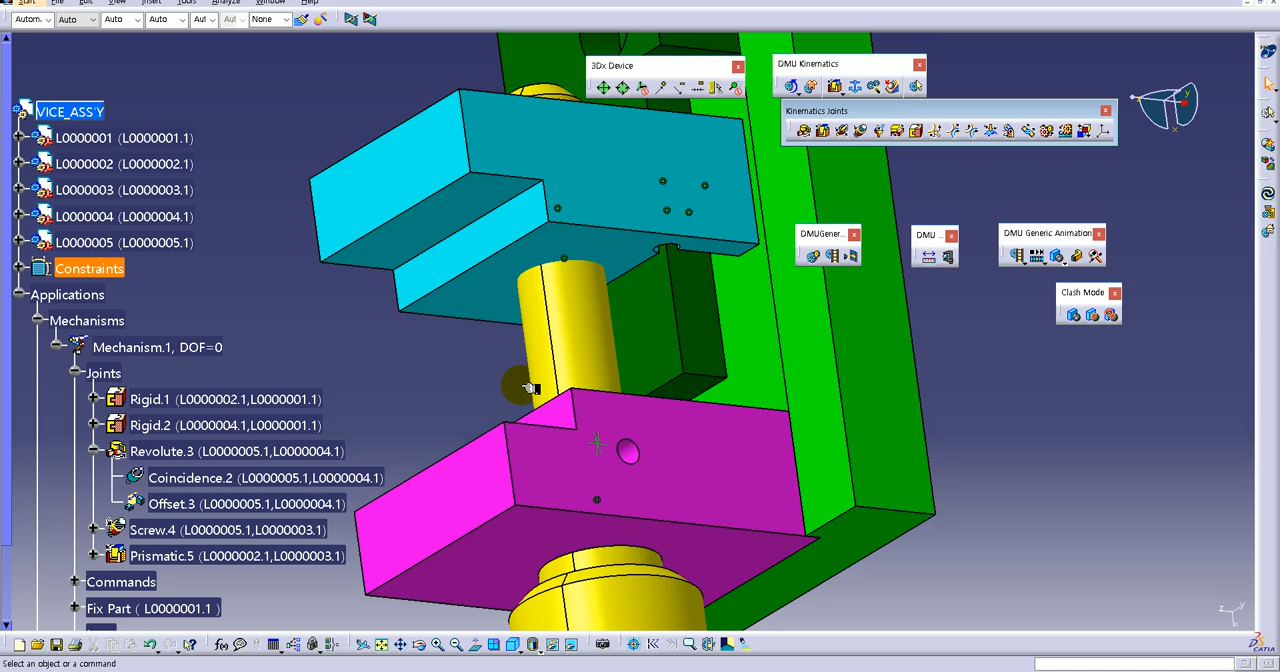 Start File Edit View Insert Tools Analyze Window Help
Autom. Auto Auto Auto Aut Aut None
3Dx Device
DMU Kinematics
Kinematics Joints
VICE_ASS'Y
L0000001 (L0000001.1)
L0000002 (L0000002.1)
L0000003 (L0000003.1)
L0000004 (L0000004.1)
L0000005 (L0000005.1)
DMUGener...
DMU ...
DMU Generic Animation
Constraints
Clash Mode
Applications
Mechanisms
Mechanism.1, DOF=0
Joints
Rigid.1 (L0000002.1,L0000001.1)
Rigid.2 (L0000004.1,L0000001.1)
Revolute.3 (L0000005.1,L0000004.1)
Coincidence.2 (L0000005.1,L0000004.1)
Offset.3 (L0000005.1,L0000004.1)
Screw.4 (L0000005.1,L0000003.1)
Prismatic.5 (L0000002.1,L0000003.1)
Commands
Fix Part ( L0000001.1 )
z y
x
CATIA
Select an object or a command